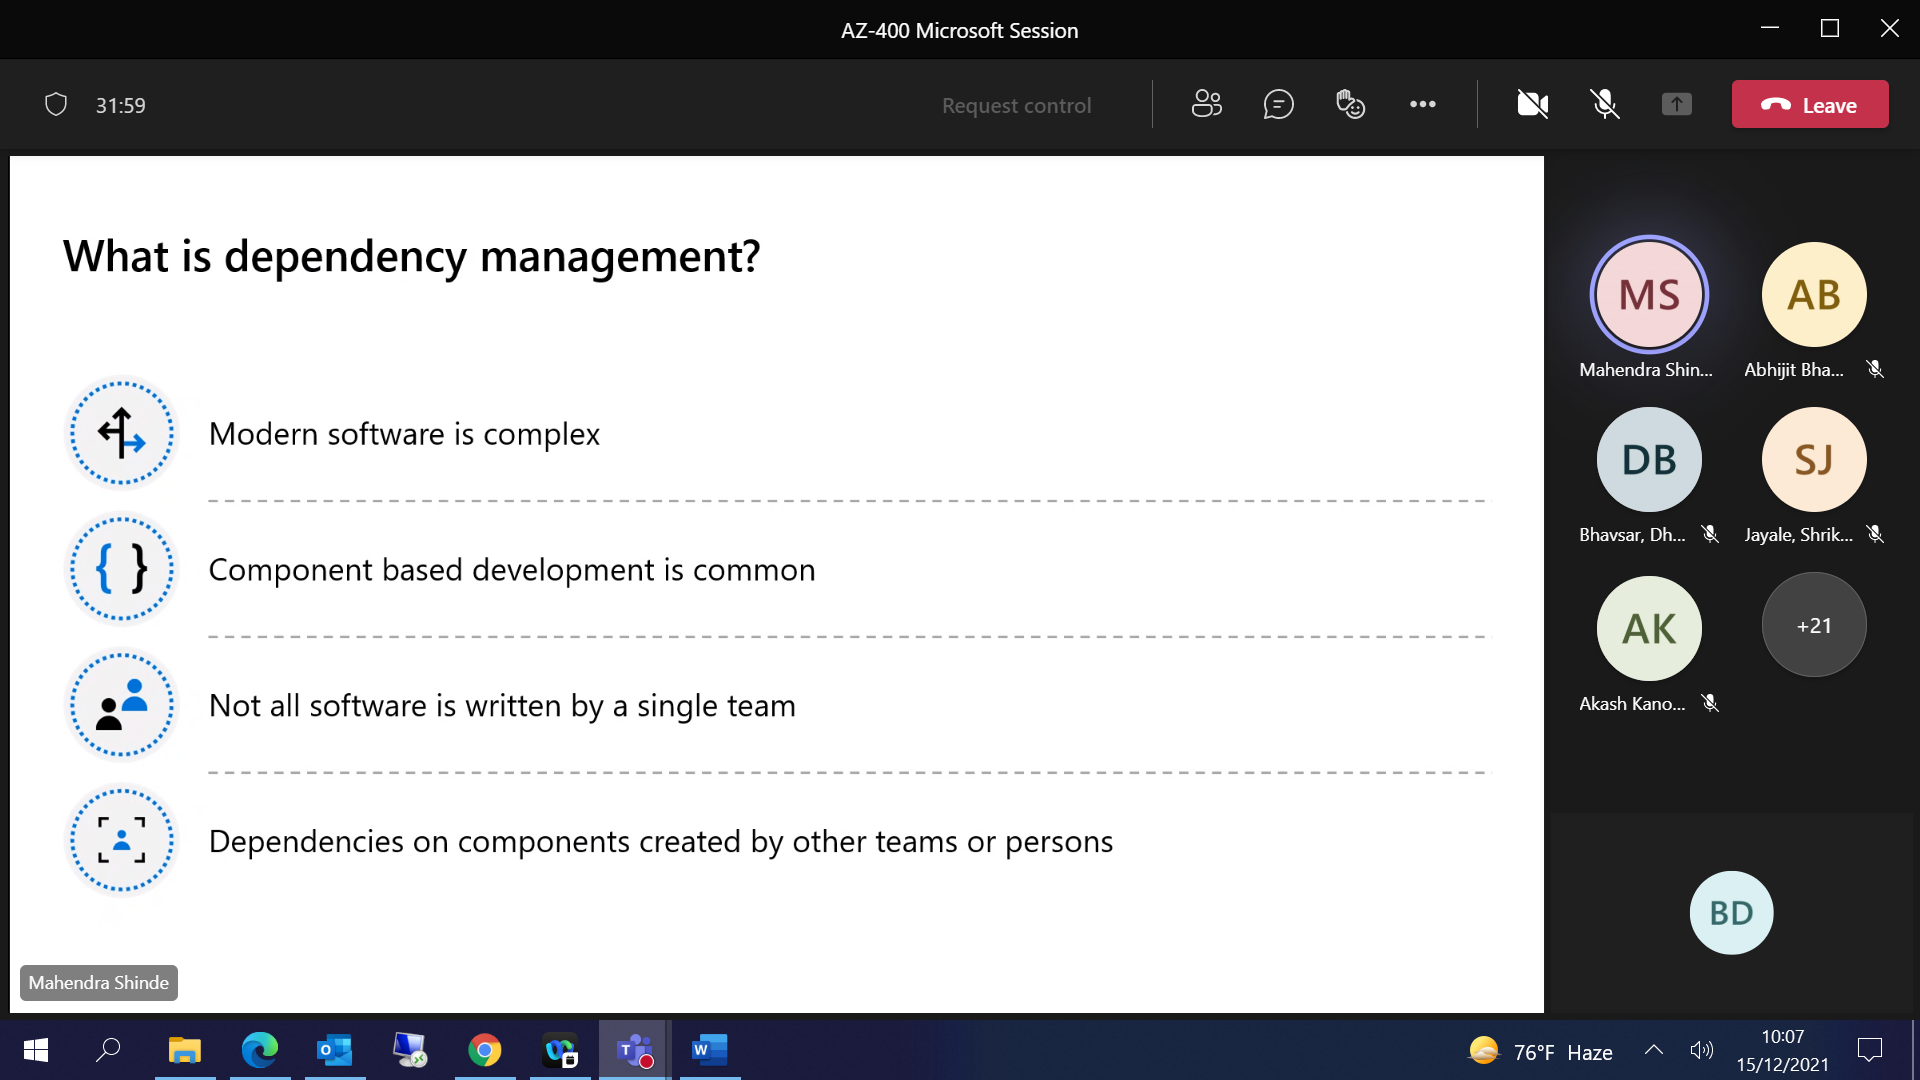 AZ-400 Microsoft Session
31:59
Request control
Leave
What is dependency management?
Modern software is complex
{ }
Component based development is common
Not all software is written by a single team
Dependencies on components created by other teams or persons
Mahendra Shinde
MS
AB
Mahendra Shin...
Abhijit Bha...
DB
SJ
Bhavsar, Dh...
Jayale, Shrik...
AK
+21
Akash Kano...
BD
O
T
W
76°F Haze
10:07
15/12/2021